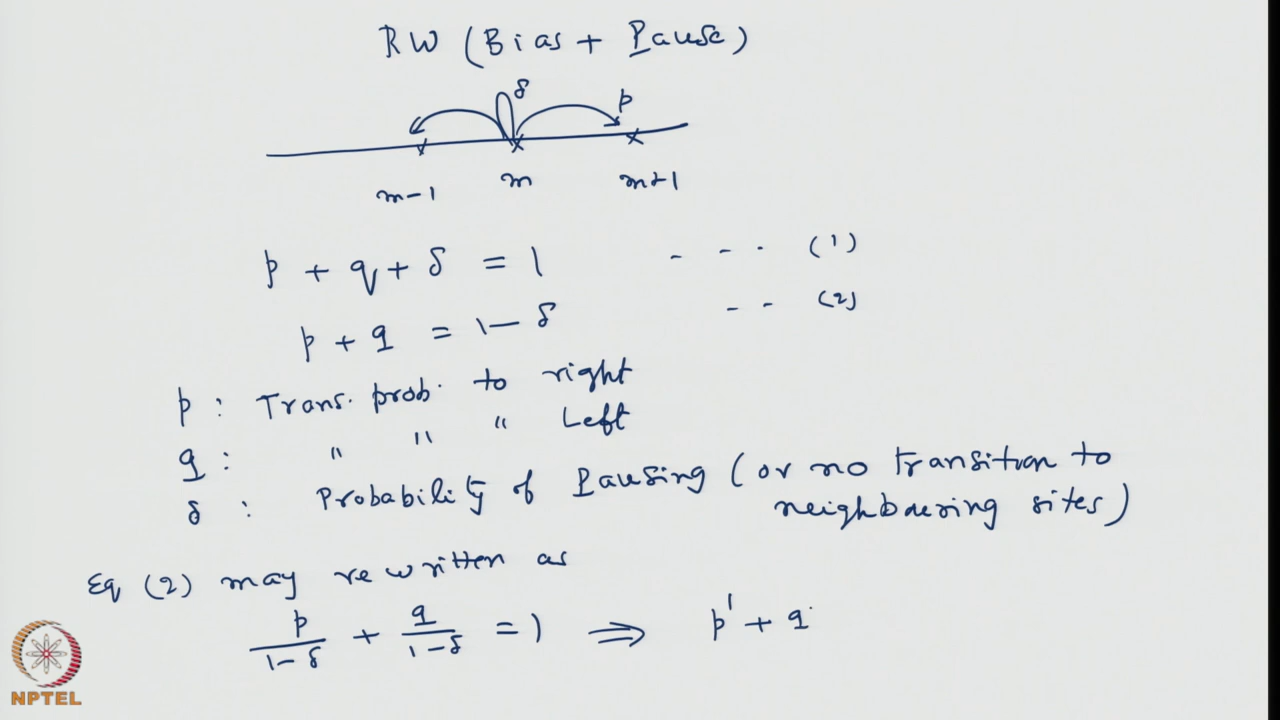 RW (Bias + Pause)
δ p
m-1 m m+1
p + q + δ = 1 - - - (1)
p + q = 1 - δ - - (2)
p : Trans. prob. to right
q : " " " Left
δ : Probability of Pausing (or no transition to
neighbouring sites)
Eq (2) may rewritten as
p/(1-δ) + q/(1-δ) = 1 ⇒ p' + q
NPTEL